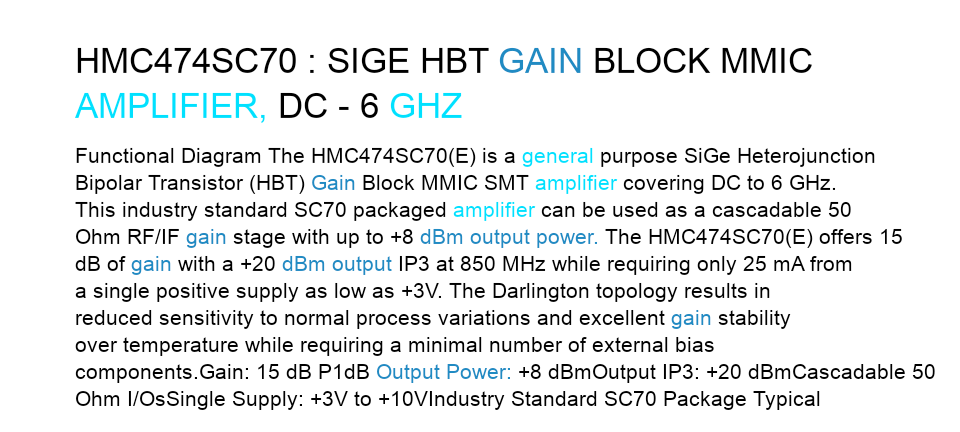 HMC474SC70 : SIGE HBT GAIN BLOCK MMIC
AMPLIFIER, DC - 6 GHZ
Functional Diagram The HMC474SC70(E) is a general purpose SiGe Heterojunction
Bipolar Transistor (HBT) Gain Block MMIC SMT amplifier covering DC to 6 GHz.
This industry standard SC70 packaged amplifier can be used as a cascadable 50
Ohm RF/IF gain stage with up to +8 dBm output power. The HMC474SC70(E) offers 15
dB of gain with a +20 dBm output IP3 at 850 MHz while requiring only 25 mA from
a single positive supply as low as +3V. The Darlington topology results in
reduced sensitivity to normal process variations and excellent gain stability
over temperature while requiring a minimal number of external bias
components.Gain: 15 dB P1dB Output Power: +8 dBmOutput IP3: +20 dBmCascadable 50
Ohm I/OsSingle Supply: +3V to +10VIndustry Standard SC70 Package Typical